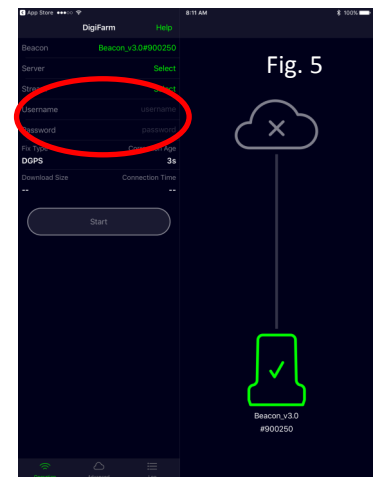 App Store 8:11 AM 100%
DigiFarm Help
Beacon Beacon_v3.0#900250
Server Select
Stream Select
Username username
Password password
Fix Type Correction Age
DGPS 3s
Download Size Connection Time
-- --
Start
Fig. 5
Beacon_v3.0
#900250